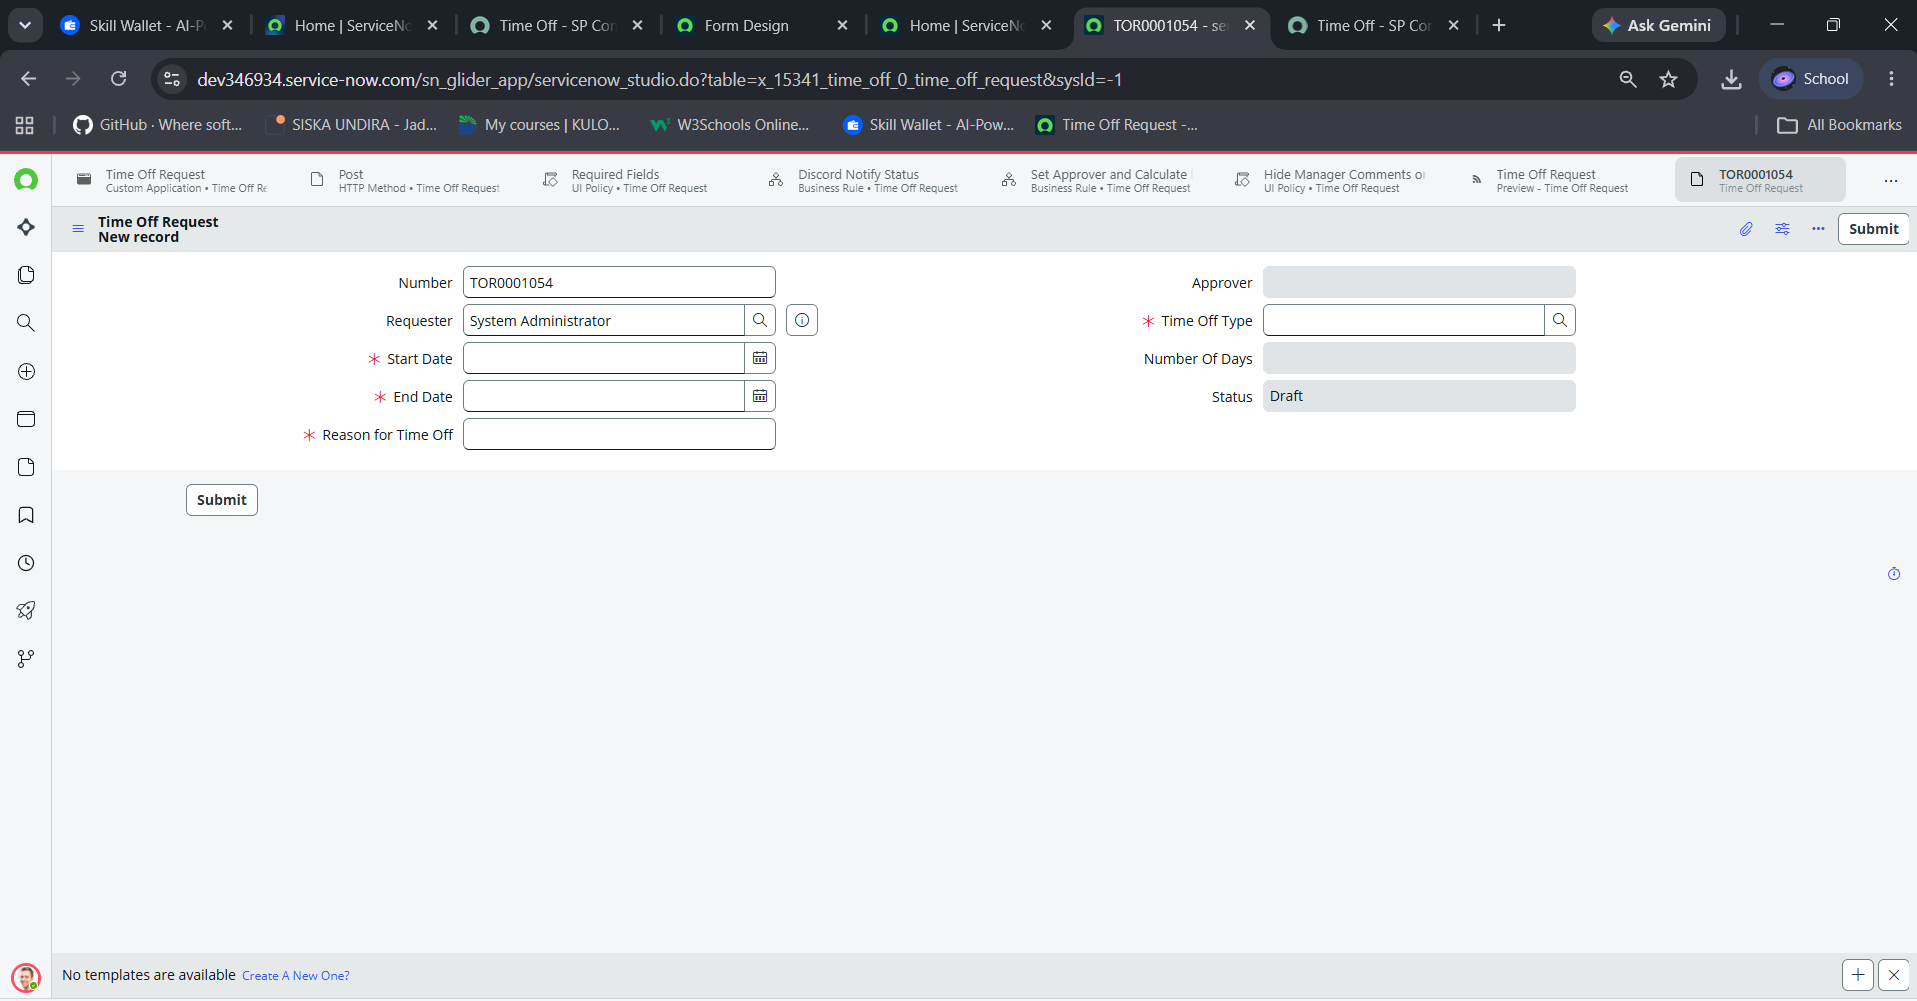 Skill Wallet - AI-P
Home | ServiceNo
Time Off - SP Con
Form Design
Home | ServiceNo
TOR0001054 - se
Time Off - SP Con
Ask Gemini
dev346934.service-now.com/sn_glider_app/servicenow_studio.do?table=x_15341_time_off_0_time_off_request&sysId=-1
School
GitHub · Where soft...
SISKA UNDIRA - Jad...
My courses | KULO...
W3Schools Online...
Skill Wallet - AI-Pow...
Time Off Request -...
All Bookmarks
Time Off Request
Custom Application • Time Off Re
Post
HTTP Method • Time Off Request
Required Fields
UI Policy • Time Off Request
Discord Notify Status
Business Rule • Time Off Request
Set Approver and Calculate
Business Rule • Time Off Request
Hide Manager Comments or
UI Policy • Time Off Request
Time Off Request
Preview - Time Off Request
TOR0001054
Time Off Request
Time Off Request
New record
Submit
Number TOR0001054
Approver
Requester System Administrator
* Time Off Type
* Start Date
Number Of Days
* End Date
Status Draft
* Reason for Time Off
Submit
No templates are available Create A New One?